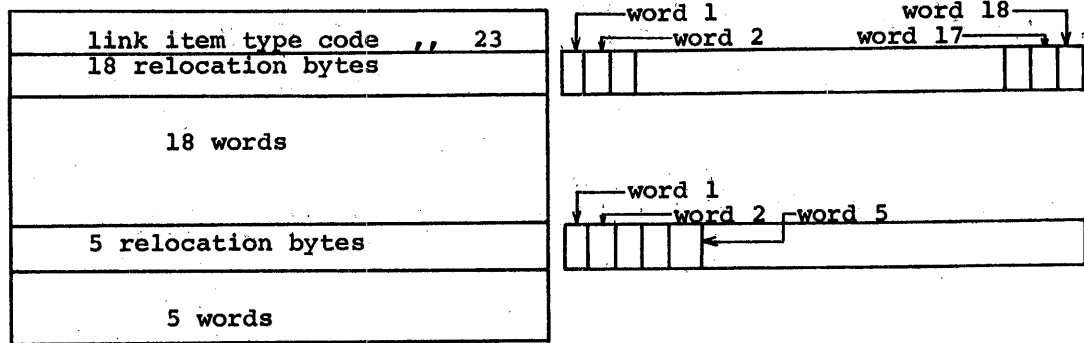 link item type code ,, 23
18 relocation bytes
18 words
5 relocation bytes
5 words
word 1
word 18
word 2
word 17
word 1
word 2
word 5